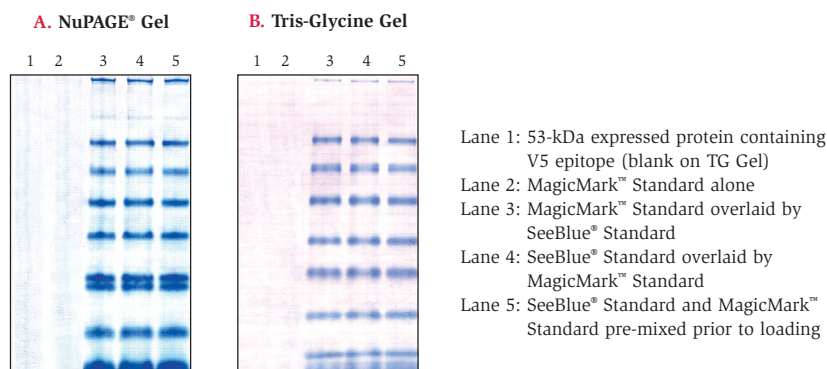 A. NuPAGE® Gel
1 2 3 4 5
B. Tris-Glycine Gel
1 2 3 4 5
Lane 1: 53-kDa expressed protein containing
V5 epitope (blank on TG Gel)
Lane 2: MagicMark™ Standard alone
Lane 3: MagicMark™ Standard overlaid by
SeeBlue® Standard
Lane 4: SeeBlue® Standard overlaid by
MagicMark™ Standard
Lane 5: SeeBlue® Standard and MagicMark™
Standard pre-mixed prior to loading